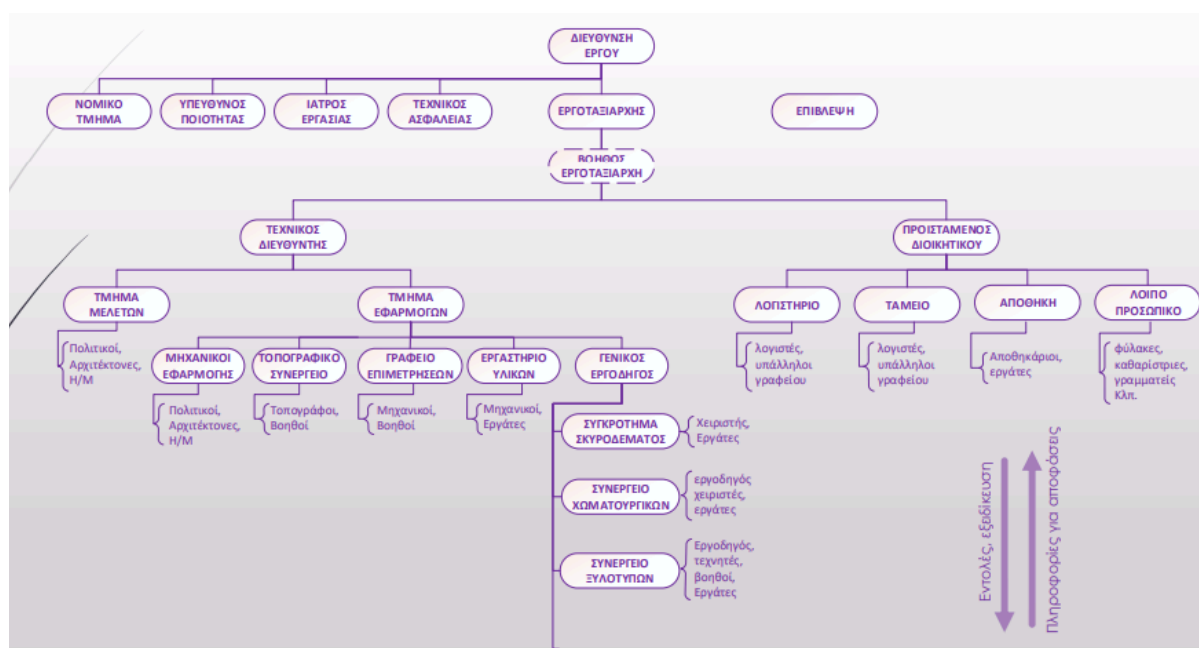 ΔΙΕΥΘΥΝΣΗ
ΕΡΓΟΥ
ΝΟΜΙΚΟ
ΤΜΗΜΑ
ΥΠΕΥΘΥΝΟΣ
ΠΟΙΟΤΗΤΑΣ
ΙΑΤΡΟΣ
ΕΡΓΑΣΙΑΣ
ΤΕΧΝΙΚΟΣ
ΑΣΦΑΛΕΙΑΣ
ΕΡΓΟΤΑΞΙΑΡΧΗΣ
ΕΠΙΒΛΕΨΗ
ΒΟΗΘΟΣ
ΕΡΓΟΤΑΞΙΑΡΧΗ
ΤΕΧΝΙΚΟΣ
ΔΙΕΥΘΥΝΤΗΣ
ΠΡΟΙΣΤΑΜΕΝΟΣ
ΔΙΟΙΚΗΤΙΚΟΥ
ΤΜΗΜΑ
ΜΕΛΕΤΩΝ
ΤΜΗΜΑ
ΕΦΑΡΜΟΓΩΝ
ΛΟΓΙΣΤΗΡΙΟ
ΤΑΜΕΙΟ
ΑΠΟΘΗΚΗ
ΛΟΙΠΟ
ΠΡΟΣΩΠΙΚΟ
Πολιτικοί,
Αρχιτέκτονες,
Η/Μ
ΜΗΧΑΝΙΚΟΙ
ΕΦΑΡΜΟΓΗΣ
ΤΟΠΟΓΡΑΦΙΚΟ
ΣΥΝΕΡΓΕΙΟ
ΓΡΑΦΕΙΟ
ΕΠΙΜΕΤΡΗΣΕΩΝ
ΕΡΓΑΣΤΗΡΙΟ
ΥΛΙΚΩΝ
ΓΕΝΙΚΟΣ
ΕΡΓΟΔΗΓΟΣ
λογιστές,
υπάλληλοι
γραφείου
λογιστές,
υπάλληλοι
γραφείου
Αποθηκάριοι,
εργάτες
φύλακες,
καθαρίστριες,
γραμματείς
Κλπ.
Πολιτικοί,
Αρχιτέκτονες,
Η/Μ
Τοπογράφοι,
Βοηθοί
Μηχανικοί,
Βοηθοί
Μηχανικοί,
Εργάτες
ΣΥΓΚΡΟΤΗΜΑ
ΣΚΥΡΟΔΕΜΑΤΟΣ
Χειριστής,
Εργάτες
ΣΥΝΕΡΓΕΙΟ
ΧΩΜΑΤΟΥΡΓΙΚΩΝ
εργοδηγός
χειριστές,
εργάτες
ΣΥΝΕΡΓΕΙΟ
ΞΥΛΟΤΥΠΩΝ
Εργοδηγός,
τεχνητές,
βοηθοί,
Εργάτες
Εντολές, εξειδίκευση
Πληροφορίες για αποφάσεις